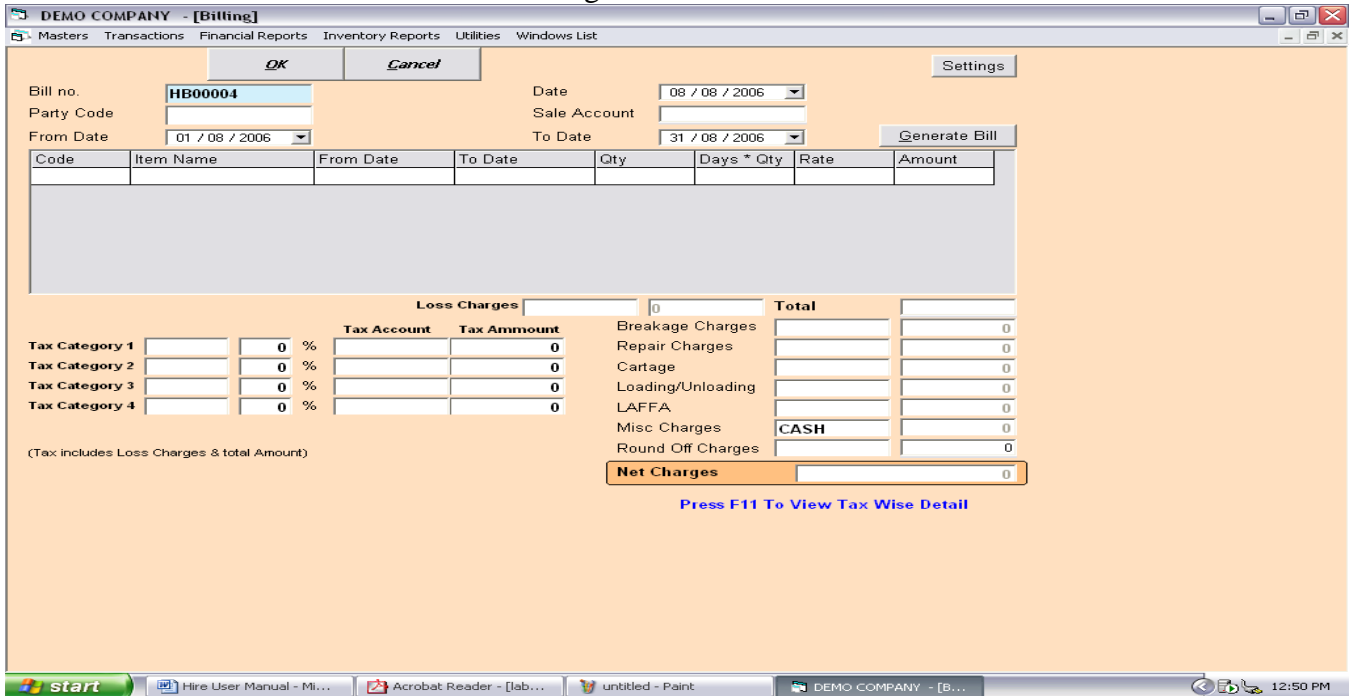 DEMO COMPANY - [Billing]
Masters Transactions Financial Reports Inventory Reports Utilities Windows List
OK Cancel Settings
Bill no. HB00004 Date 08 / 08 / 2006
Party Code Sale Account
From Date 01 / 08 / 2006 To Date 31 / 08 / 2006 Generate Bill
Code Item Name From Date To Date Qty Days * Qty Rate Amount
Loss Charges 0 Total
Tax Account Tax Ammount Breakage Charges 0
Tax Category 1 0 % 0 Repair Charges 0
Tax Category 2 0 % 0 Cartage 0
Tax Category 3 0 % 0 Loading/Unloading 0
Tax Category 4 0 % 0 LAFFA 0
Misc Charges CASH 0
(Tax includes Loss Charges & total Amount) Round Off Charges 0
Net Charges 0
Press F11 To View Tax Wise Detail
start Hire User Manual - Mi... Acrobat Reader - [lab... untitled - Paint DEMO COMPANY - [B... 12:50 PM